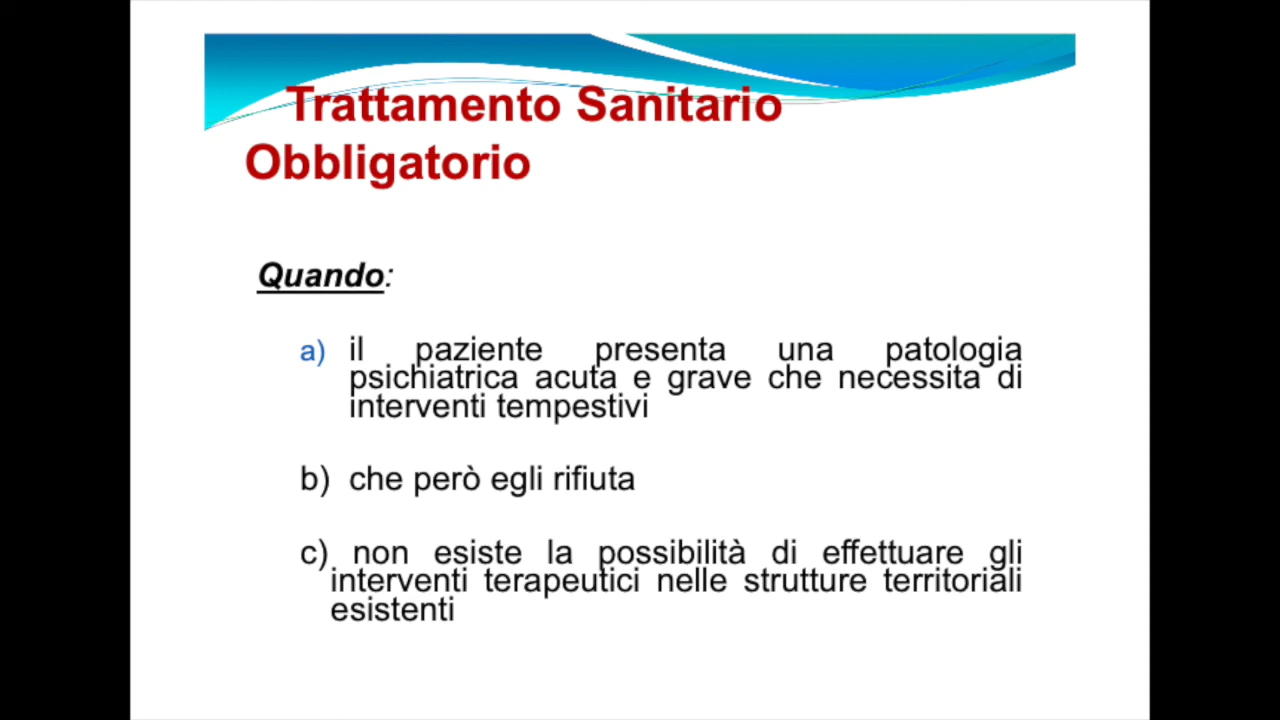 Trattamento Sanitario
Obbligatorio
Quando:
a) il paziente presenta una patologia
psichiatrica acuta e grave che necessita di
interventi tempestivi
b) che però egli rifiuta
c) non esiste la possibilità di effettuare gli
interventi terapeutici nelle strutture territoriali
esistenti